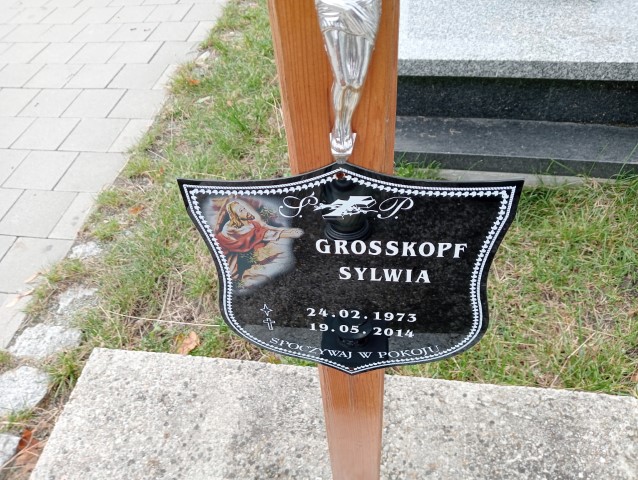 Ś. P.
GROSSKOPF
SYLWIA
24.02.1973
19.05.2014
SPOCZYWAJ W POKOJU